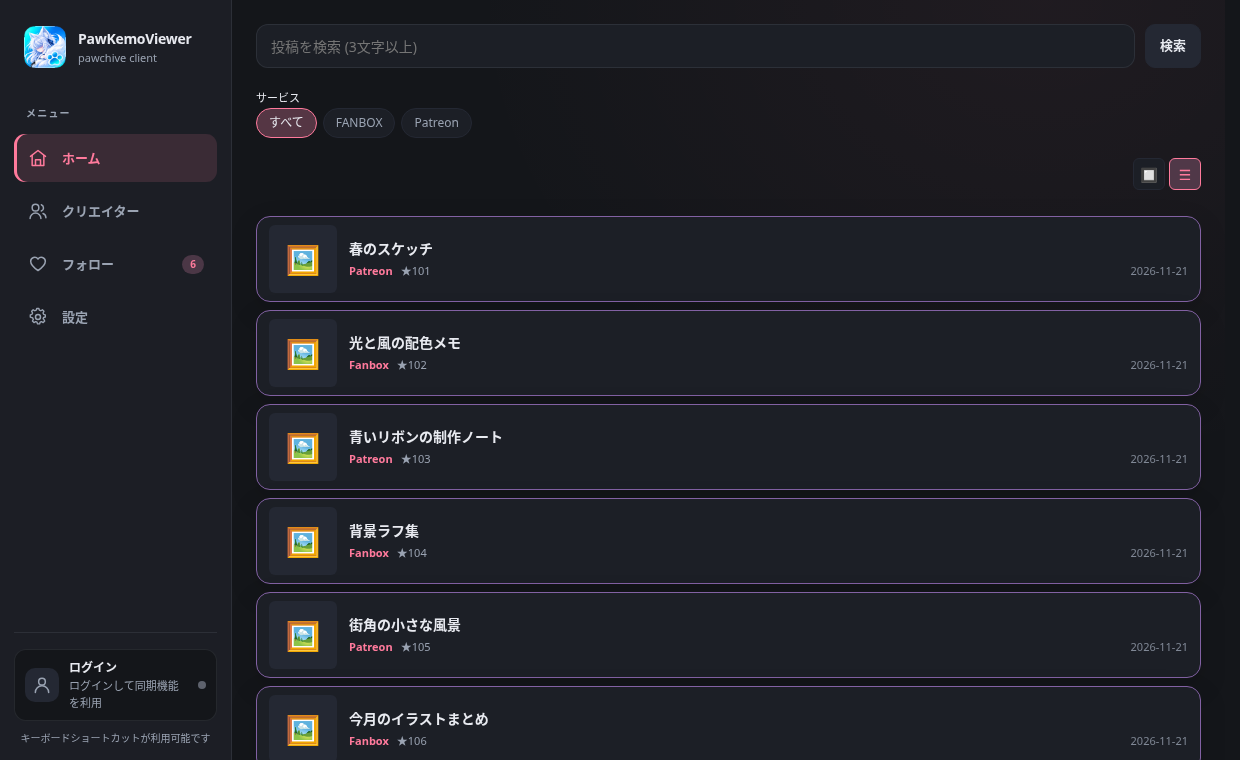 PawKemoViewer
pawchive client
メニュー
ホーム
クリエイター
フォロー 6
設定
ログイン
ログインして同期機能
を利用
キーボードショートカットが利用可能です
投稿を検索 (3文字以上)
検索
サービス
すべて FANBOX Patreon
春のスケッチ
Patreon ★101 2026-11-21
光と風の配色メモ
Fanbox ★102 2026-11-21
青いリボンの制作ノート
Patreon ★103 2026-11-21
背景ラフ集
Fanbox ★104 2026-11-21
街角の小さな風景
Patreon ★105 2026-11-21
今月のイラストまとめ
Fanbox ★106 2026-11-21